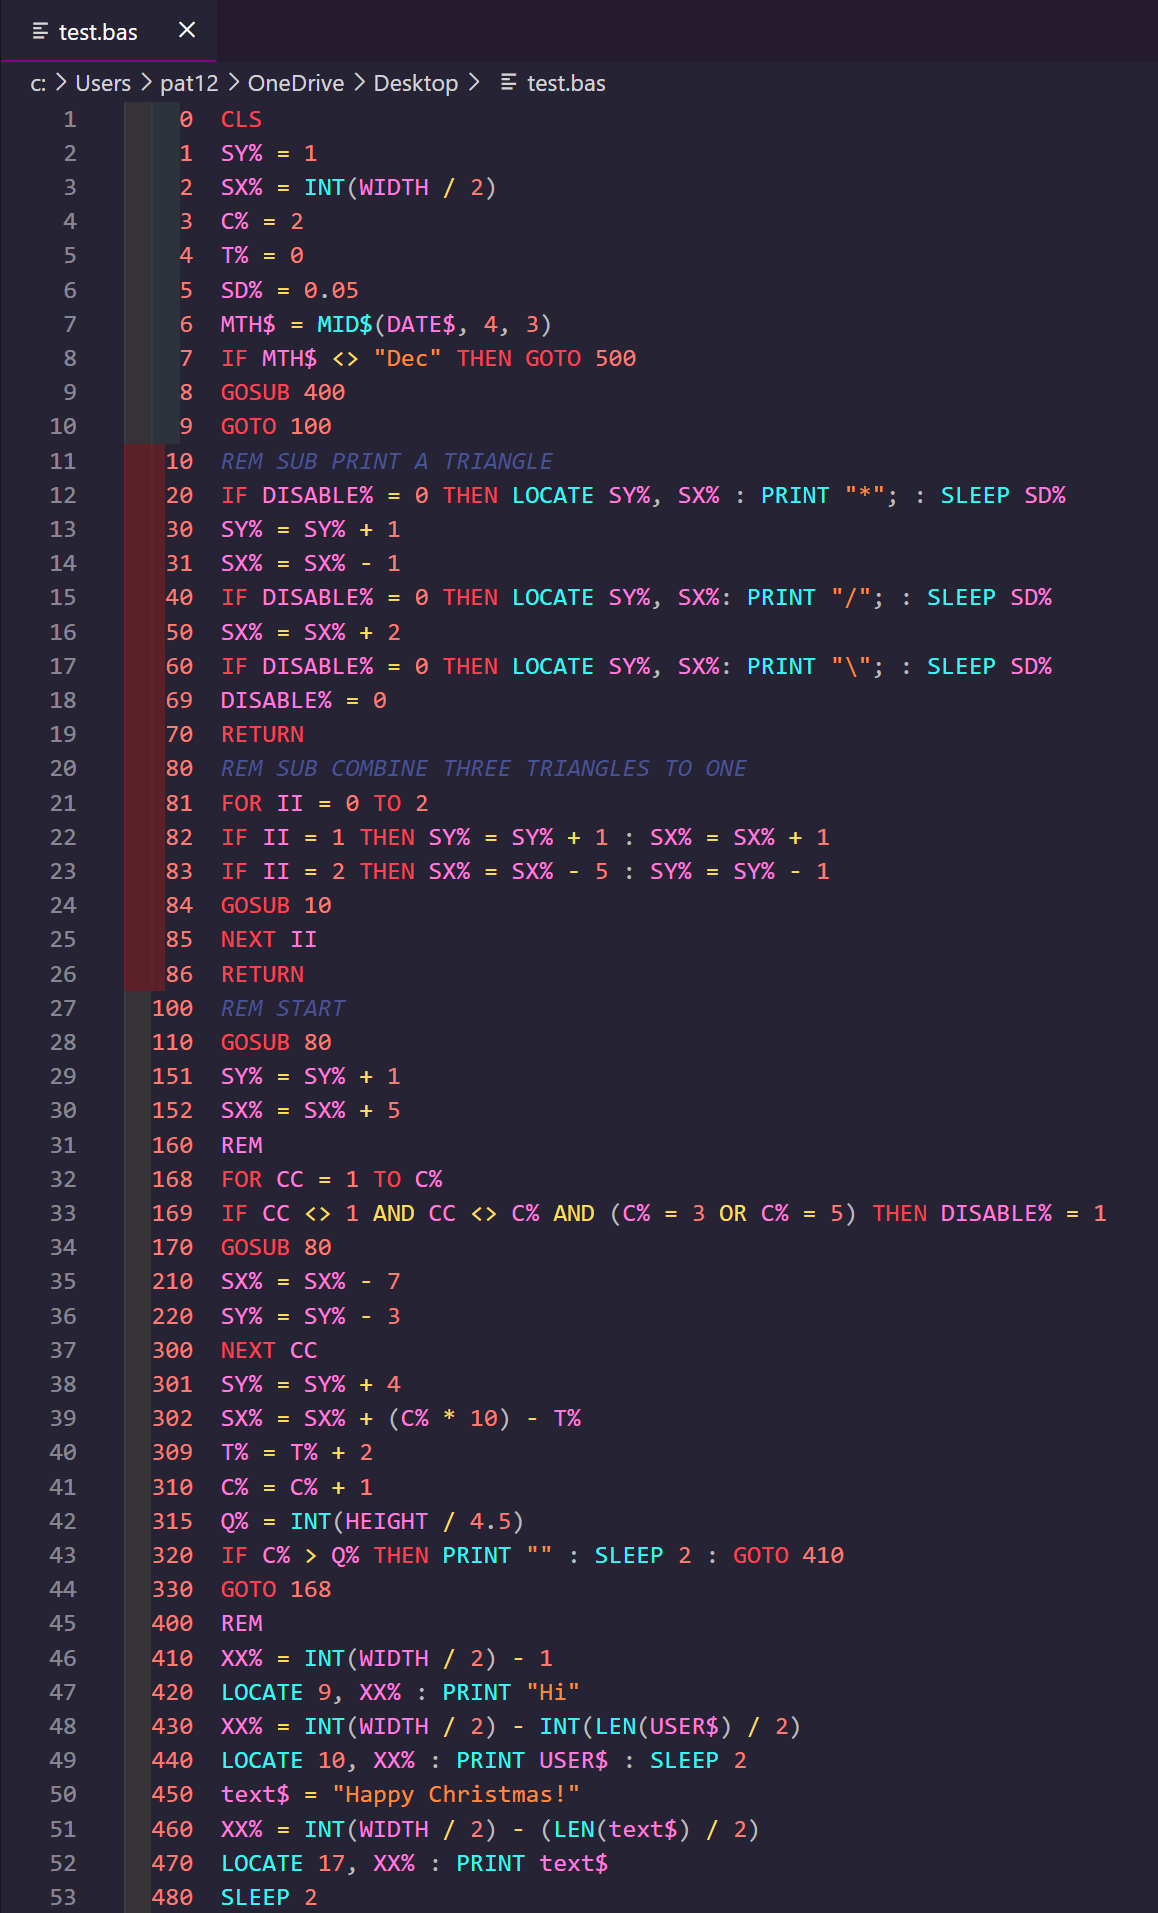 test.bas
c: > Users > pat12 > OneDrive > Desktop > test.bas
1 0 CLS
2 1 SY% = 1
3 2 SX% = INT(WIDTH / 2)
4 3 C% = 2
5 4 T% = 0
6 5 SD% = 0.05
7 6 MTH$ = MID$(DATE$, 4, 3)
8 7 IF MTH$ <> "Dec" THEN GOTO 500
9 8 GOSUB 400
10 9 GOTO 100
11 10 REM SUB PRINT A TRIANGLE
12 20 IF DISABLE% = 0 THEN LOCATE SY%, SX% : PRINT "*"; : SLEEP SD%
13 30 SY% = SY% + 1
14 31 SX% = SX% - 1
15 40 IF DISABLE% = 0 THEN LOCATE SY%, SX%: PRINT "/"; : SLEEP SD%
16 50 SX% = SX% + 2
17 60 IF DISABLE% = 0 THEN LOCATE SY%, SX%: PRINT "\"; : SLEEP SD%
18 69 DISABLE% = 0
19 70 RETURN
20 80 REM SUB COMBINE THREE TRIANGLES TO ONE
21 81 FOR II = 0 TO 2
22 82 IF II = 1 THEN SY% = SY% + 1 : SX% = SX% + 1
23 83 IF II = 2 THEN SX% = SX% - 5 : SY% = SY% - 1
24 84 GOSUB 10
25 85 NEXT II
26 86 RETURN
27 100 REM START
28 110 GOSUB 80
29 151 SY% = SY% + 1
30 152 SX% = SX% + 5
31 160 REM
32 168 FOR CC = 1 TO C%
33 169 IF CC <> 1 AND CC <> C% AND (C% = 3 OR C% = 5) THEN DISABLE% = 1
34 170 GOSUB 80
35 210 SX% = SX% - 7
36 220 SY% = SY% - 3
37 300 NEXT CC
38 301 SY% = SY% + 4
39 302 SX% = SX% + (C% * 10) - T%
40 309 T% = T% + 2
41 310 C% = C% + 1
42 315 Q% = INT(HEIGHT / 4.5)
43 320 IF C% > Q% THEN PRINT "" : SLEEP 2 : GOTO 410
44 330 GOTO 168
45 400 REM
46 410 XX% = INT(WIDTH / 2) - 1
47 420 LOCATE 9, XX% : PRINT "Hi"
48 430 XX% = INT(WIDTH / 2) - INT(LEN(USER$) / 2)
49 440 LOCATE 10, XX% : PRINT USER$ : SLEEP 2
50 450 text$ = "Happy Christmas!"
51 460 XX% = INT(WIDTH / 2) - (LEN(text$) / 2)
52 470 LOCATE 17, XX% : PRINT text$
53 480 SLEEP 2